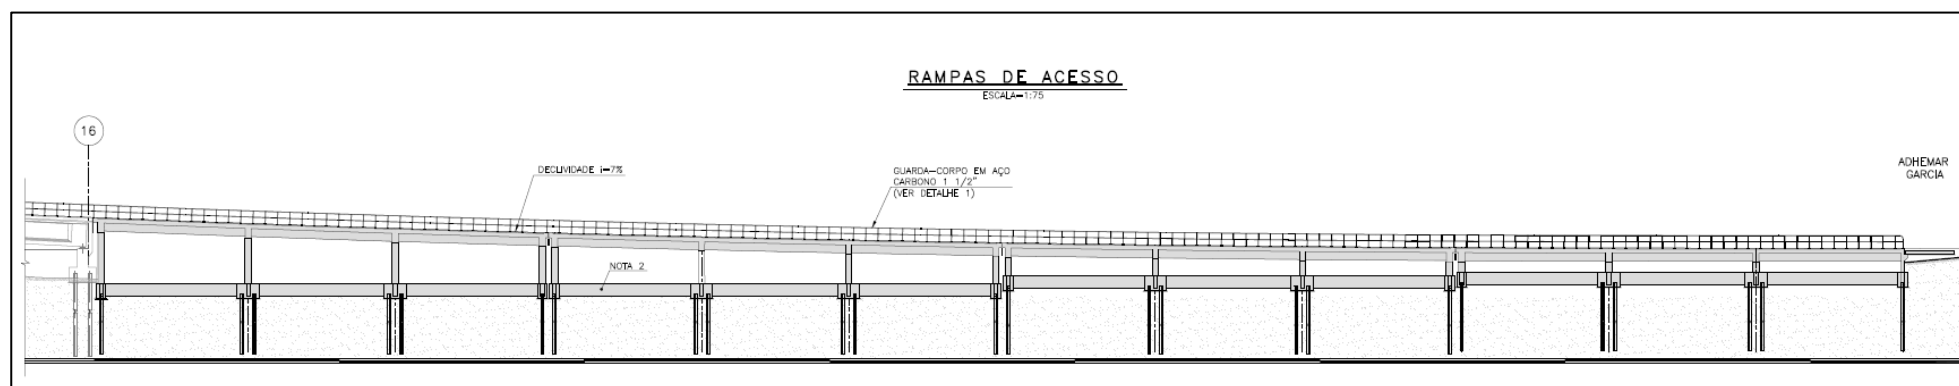 RAMPAS DE ACESSO
ESCALA=1:75
16
DECLIVIDADE i=7%
GUARDA-CORPO EM AÇO
CARBONO 1 1/2"
(VER DETALHE 1)
ADHEMAR
GARCIA
NOTA 2